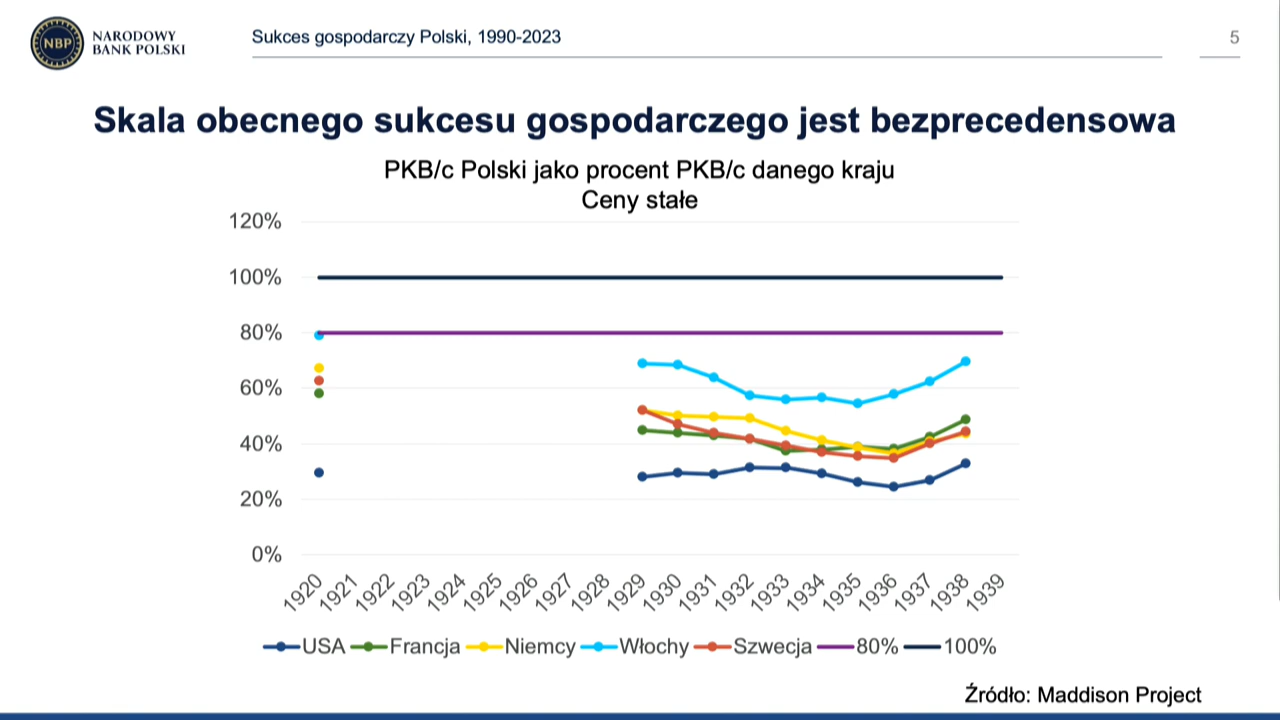 NBP
NARODOWY
BANK POLSKI
Sukces gospodarczy Polski, 1990-2023
5
Skala obecnego sukcesu gospodarczego jest bezprecedensowa
PKB/c Polski jako procent PKB/c danego kraju
Ceny stałe
120%
100%
80%
60%
40%
20%
0%
1920 1921 1922 1923 1924 1925 1926 1927 1928 1929 1930 1931 1932 1933 1934 1935 1936 1937 1938 1939
USA Francja Niemcy Włochy Szwecja 80% 100%
Źródło: Maddison Project